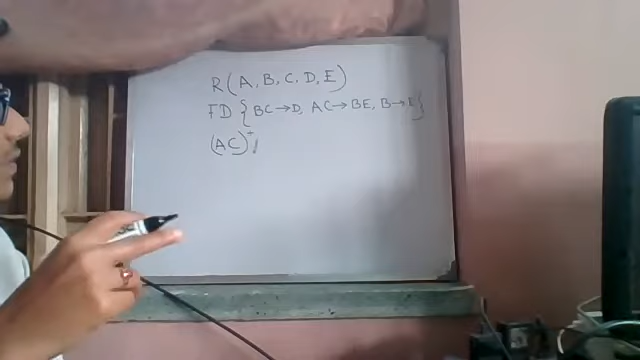 R(A, B, C, D, E)
FD {BC→D, AC→BE, B→E}
(AC)⁺